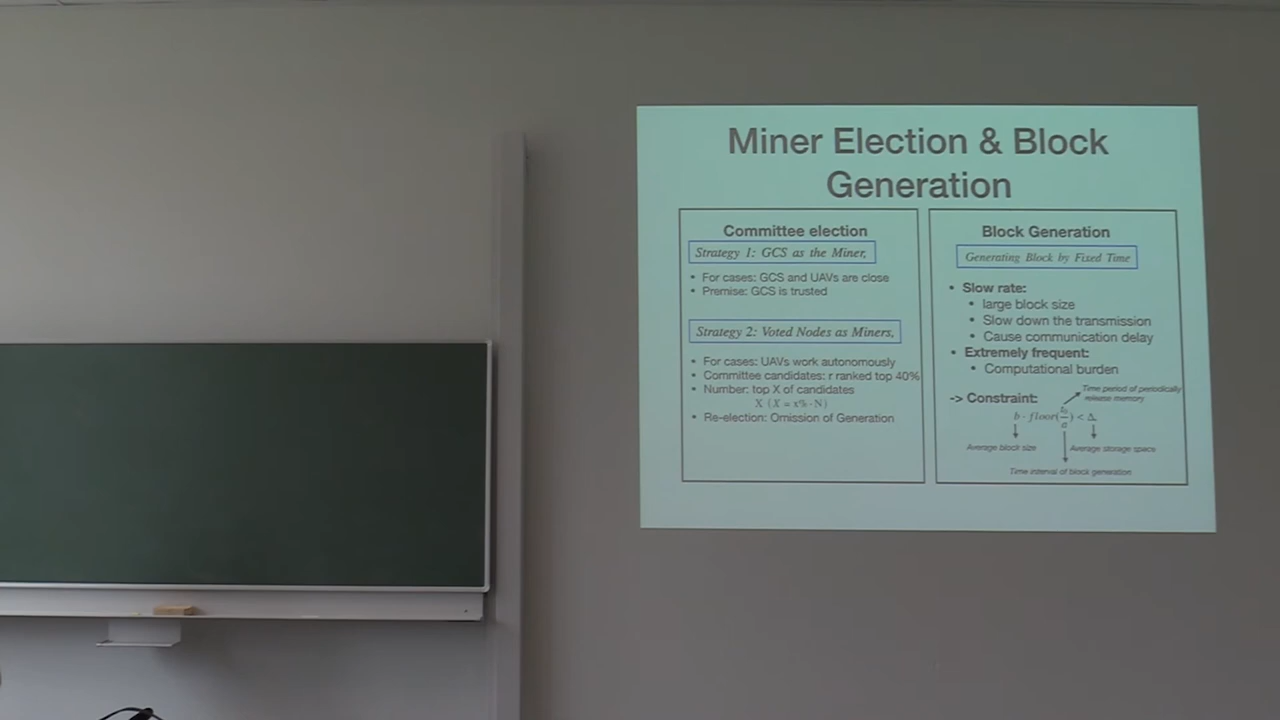 Miner Election & Block
Generation
Committee election
Strategy 1: GCS as the Miner,
• For cases: GCS and UAVs are close
• Premise: GCS is trusted
Strategy 2: Voted Nodes as Miners,
• For cases: UAVs work autonomously
• Committee candidates: r ranked top 40%
• Number: top X of candidates
X (X = x% · N)
• Re-election: Omission of Generation
Block Generation
Generating Block by Fixed Time
• Slow rate:
• large block size
• Slow down the transmission
• Cause communication delay
• Extremely frequent:
• Computational burden
Time period of periodically
release memory
-> Constraint:
b · floor( ) < Δ
Average block size
Average storage space
Time interval of block generation